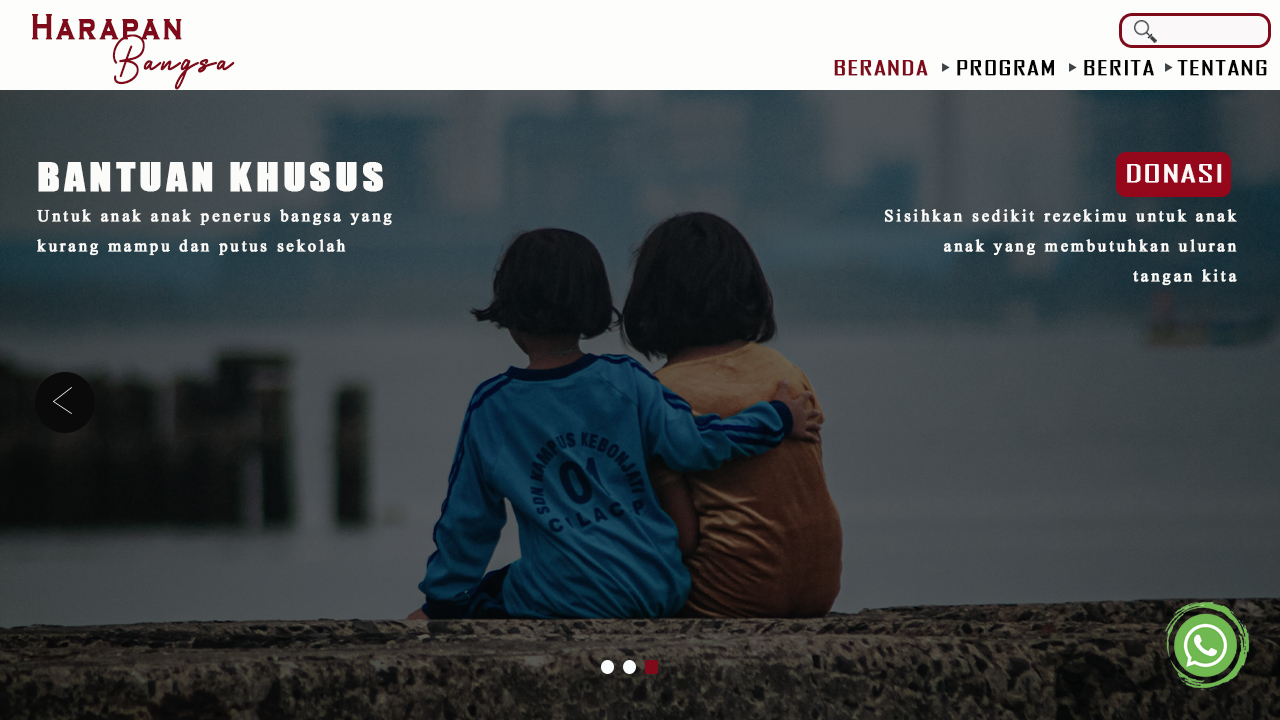 HARAPAN
Bangsa
BERANDA PROGRAM BERITA TENTANG
BANTUAN KHUSUS
Untuk anak anak penerus bangsa yang
kurang mampu dan putus sekolah
DONASI
Sisihkan sedikit rezekimu untuk anak
anak yang membutuhkan uluran
tangan kita
SDN KAMPUS KEBONJATI
01